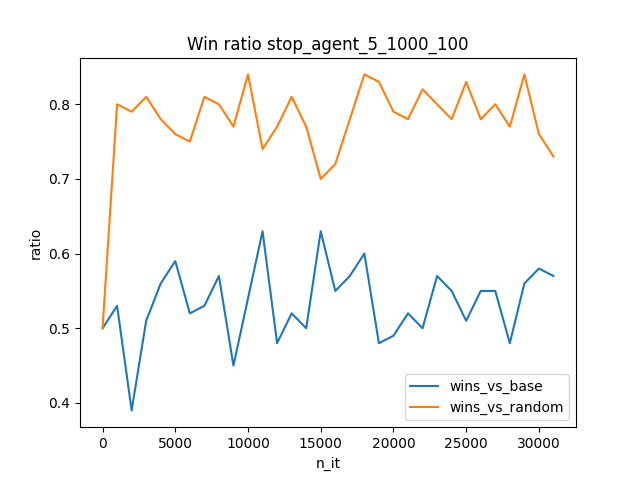 Win ratio stop_agent_5_1000_100
0.8
0.7
0.6
0.5
0.4
ratio
wins_vs_base
wins_vs_random
0 5000 10000 15000 20000 25000 30000
n_it